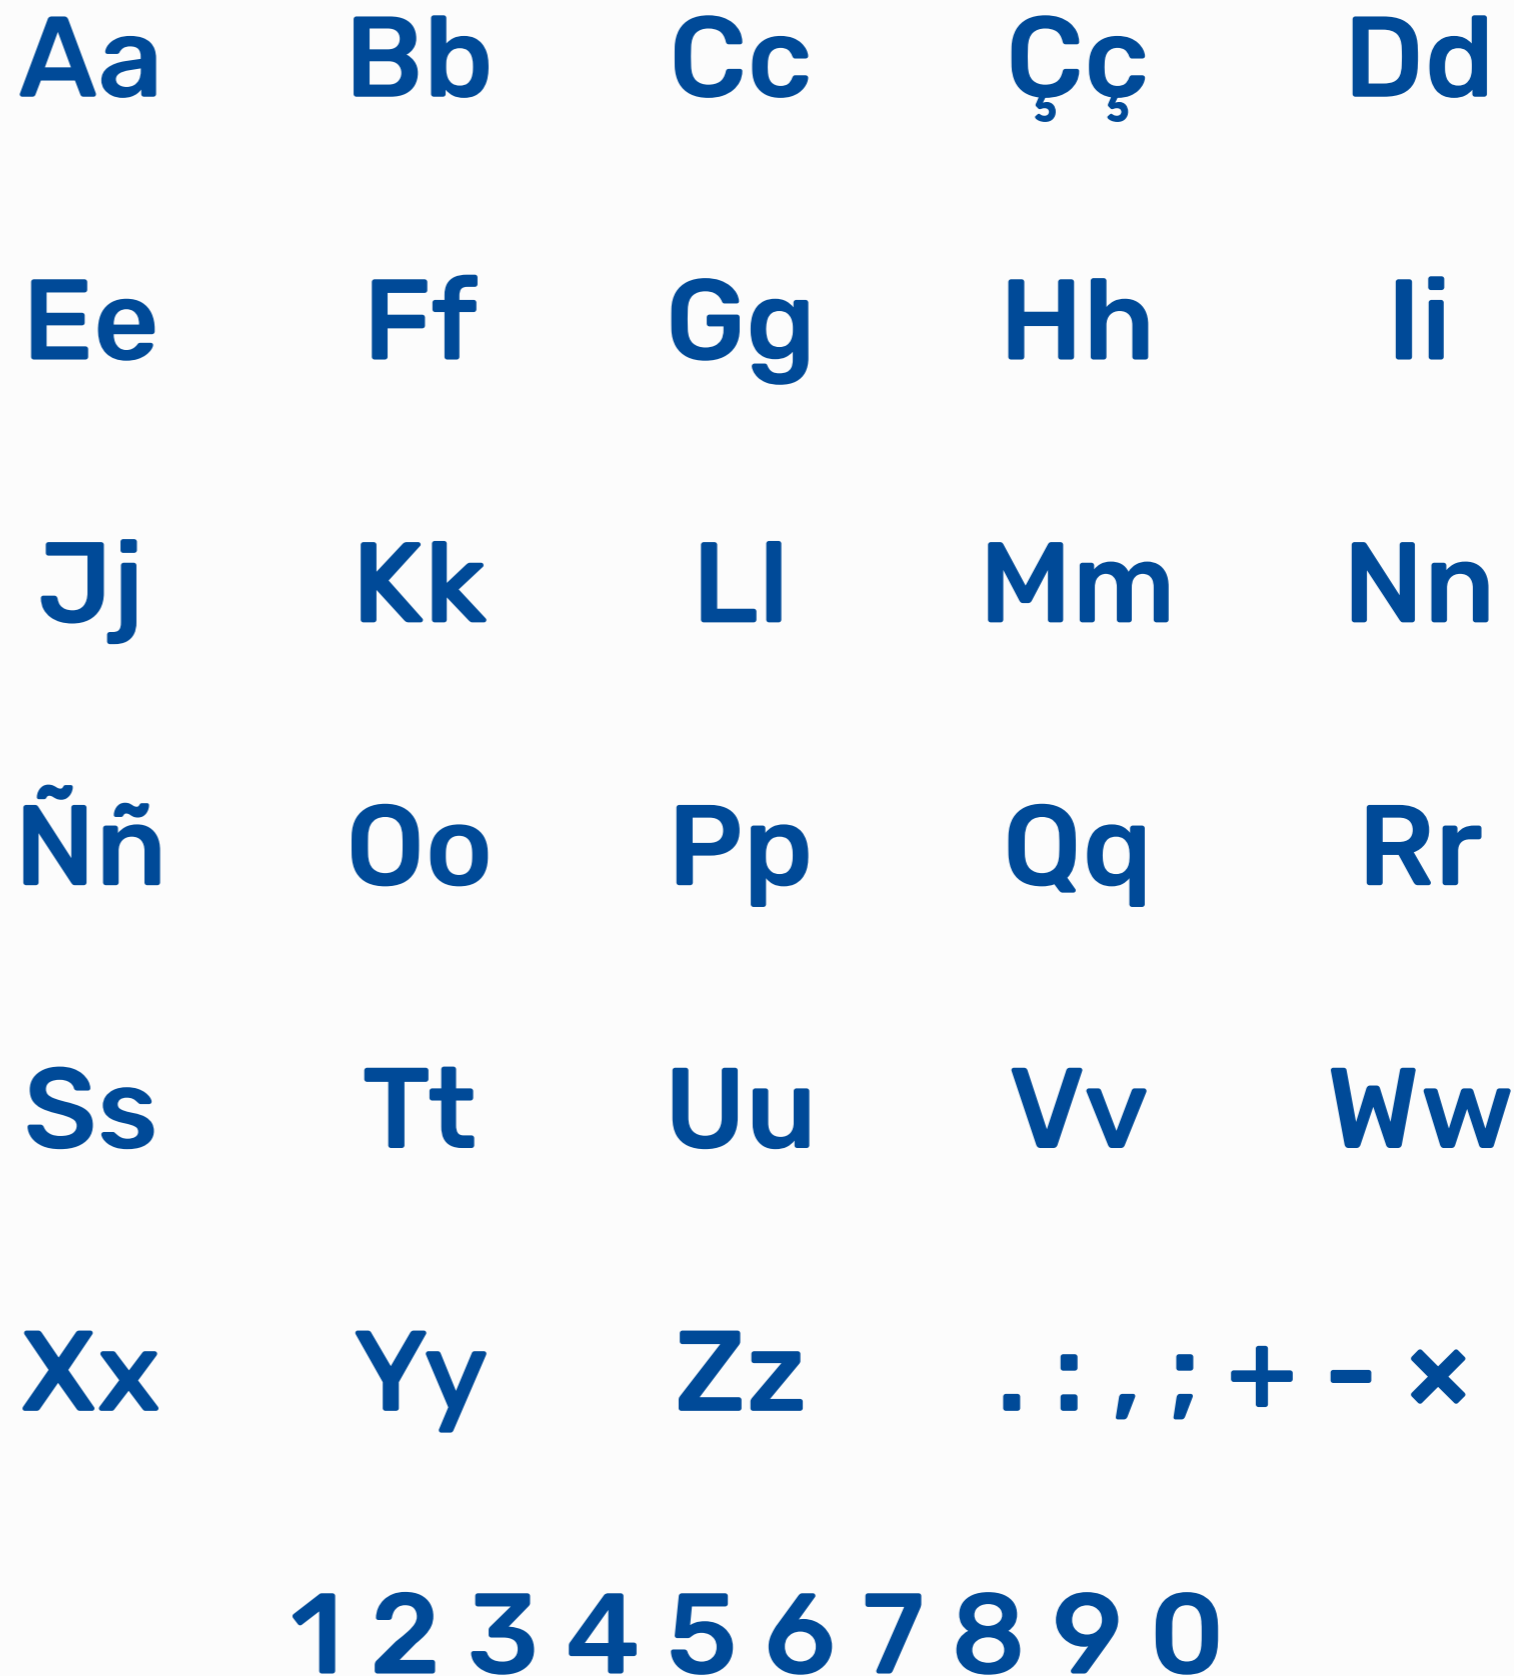 Aa Bb Cc Çç Dd
Ee Ff Gg Hh Ii
Jj Kk Ll Mm Nn
Ññ Oo Pp Qq Rr
Ss Tt Uu Vv Ww
Xx Yy Zz . : , ; + - ×
1 2 3 4 5 6 7 8 9 0